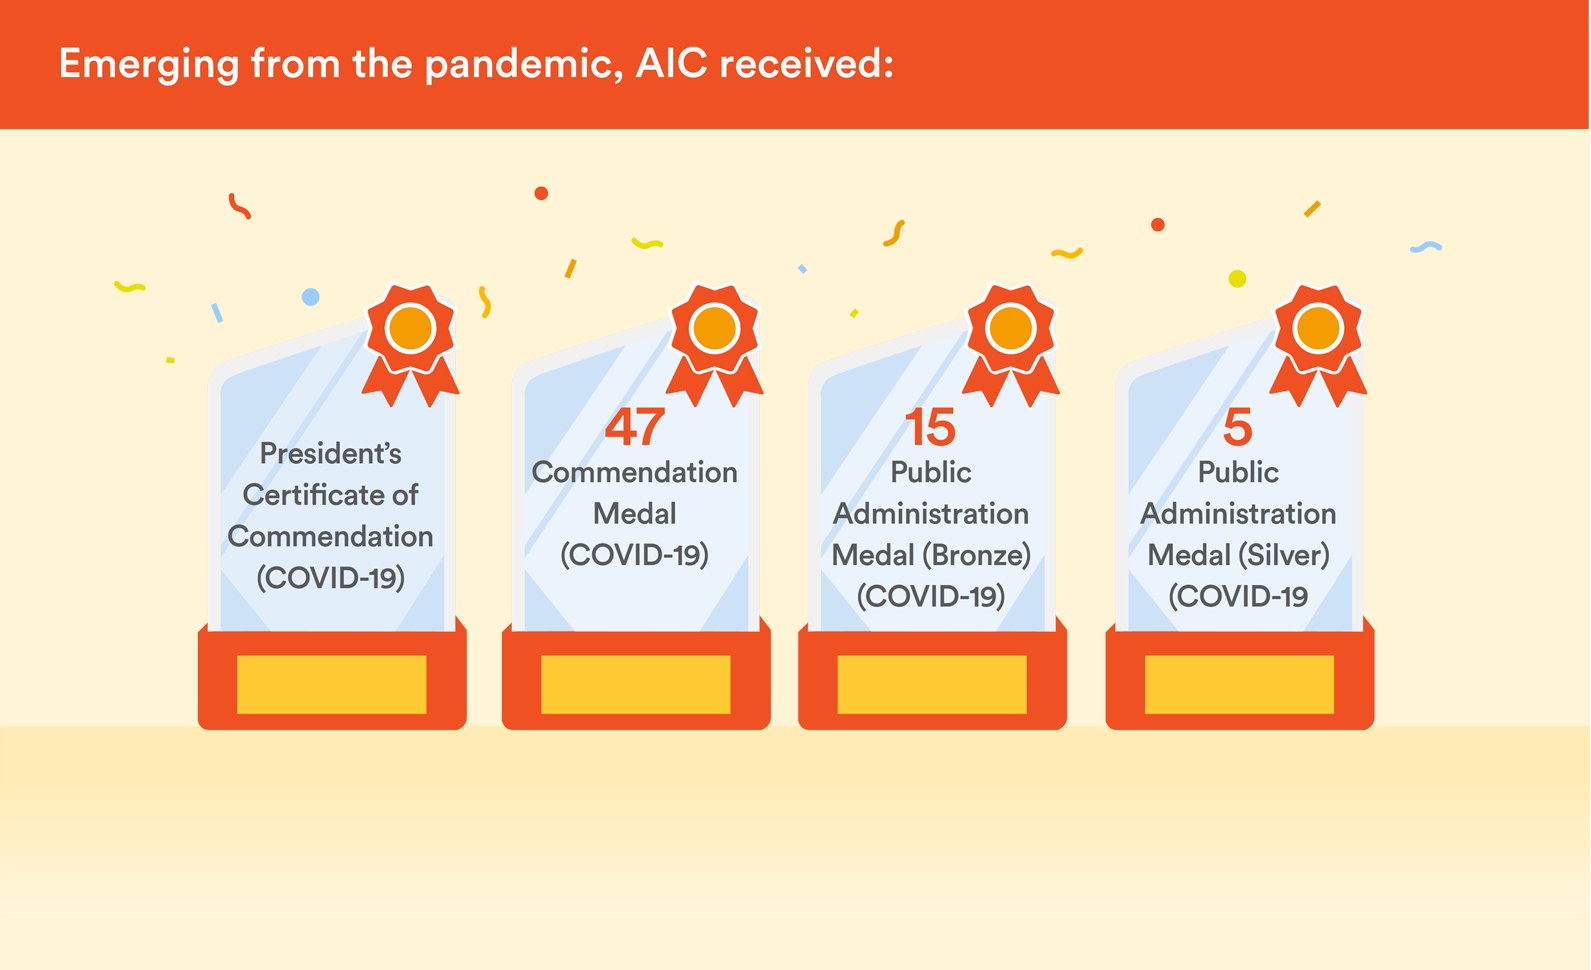 Emerging from the pandemic, AIC received:
President’s
Certificate of
Commendation
(COVID-19)
47
Commendation
Medal
(COVID-19)
15
Public
Administration
Medal (Bronze)
(COVID-19)
5
Public
Administration
Medal (Silver)
(COVID-19